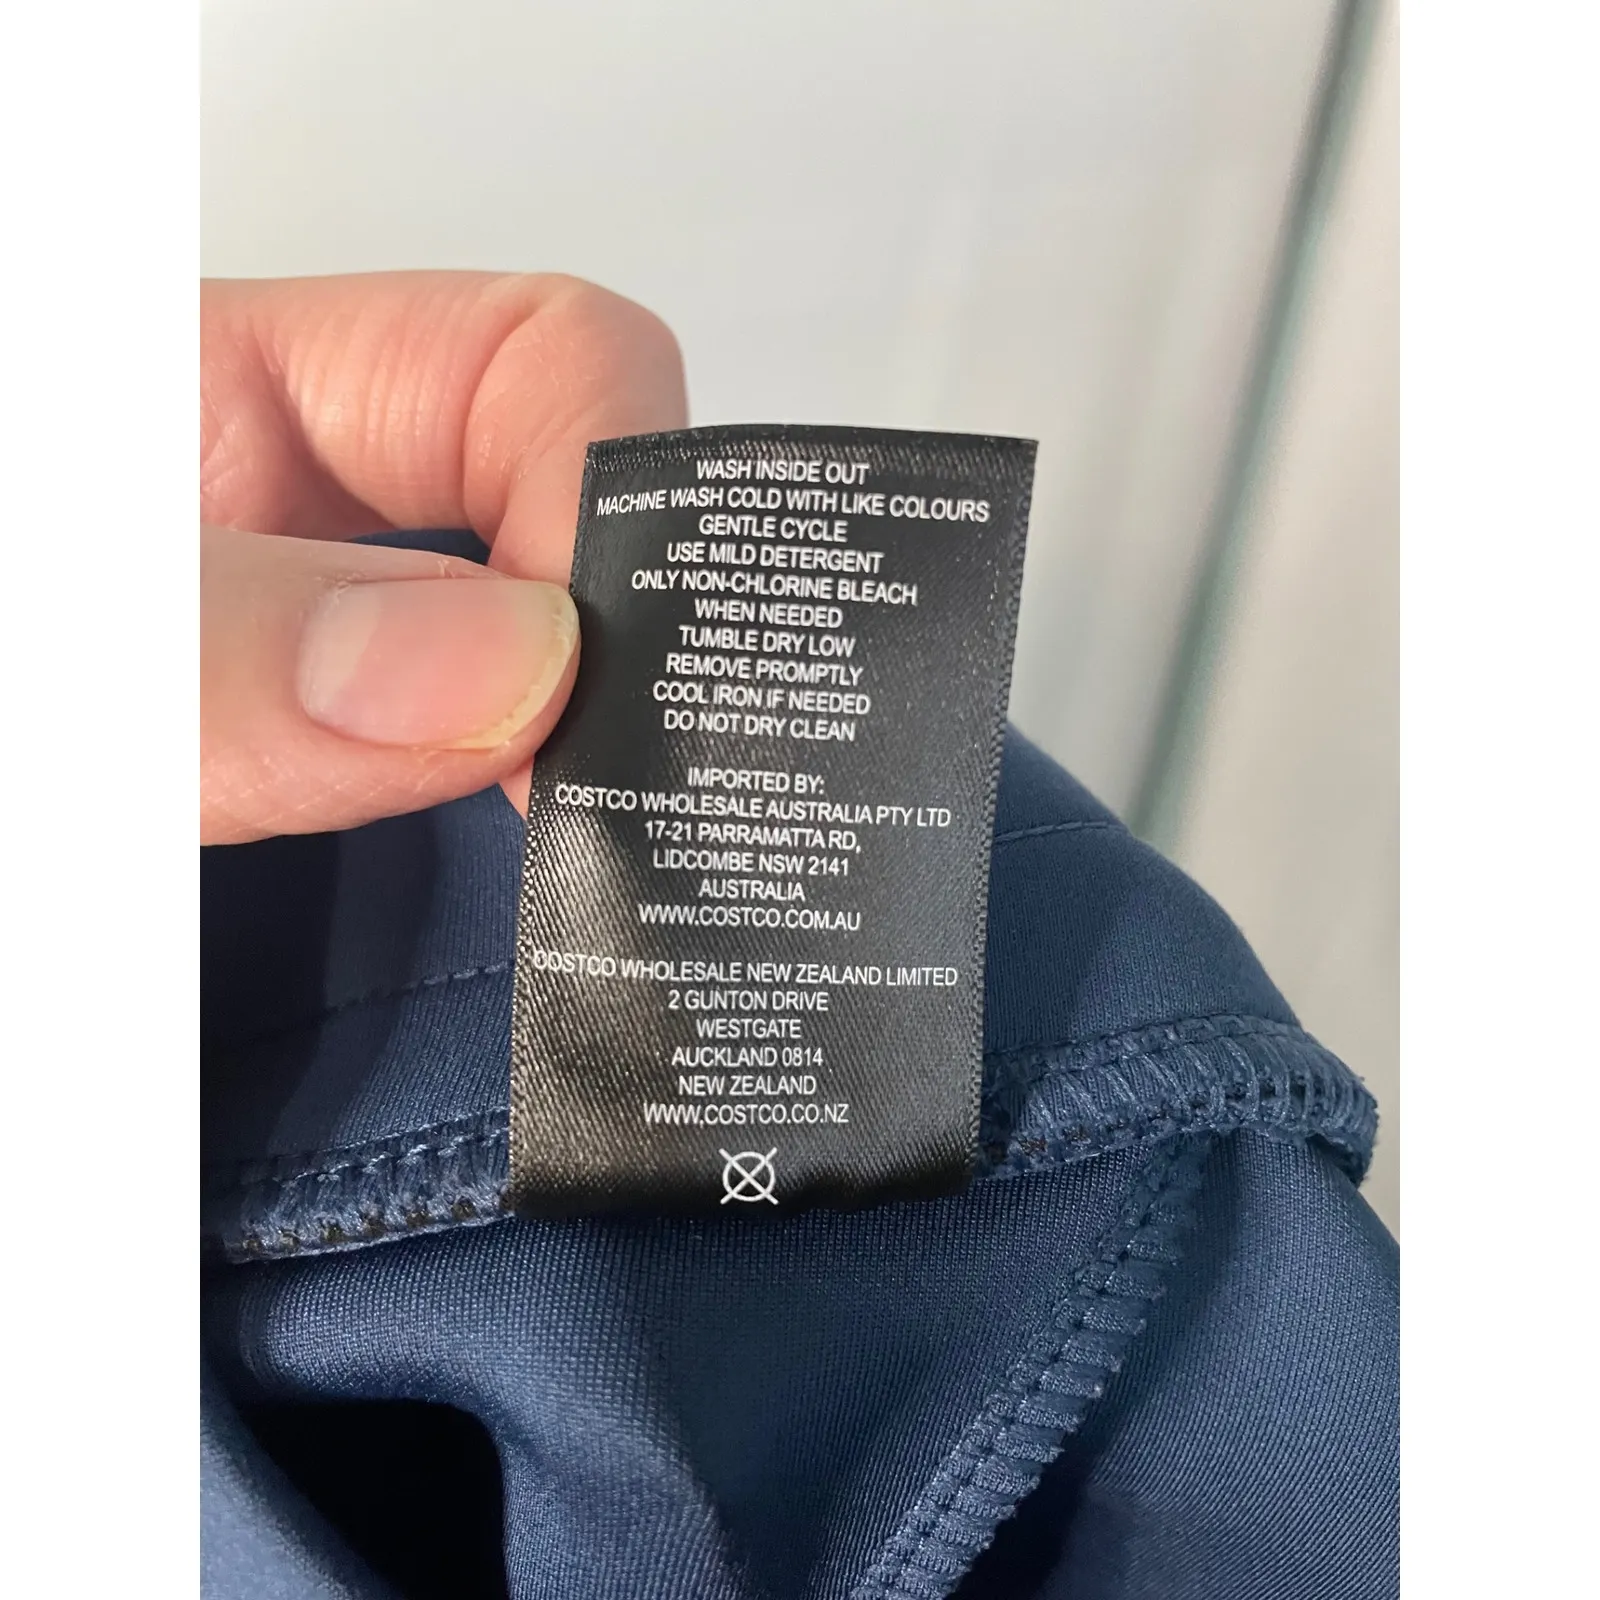 WASH INSIDE OUT
MACHINE WASH COLD WITH LIKE COLOURS
GENTLE CYCLE
USE MILD DETERGENT
ONLY NON-CHLORINE BLEACH
WHEN NEEDED
TUMBLE DRY LOW
REMOVE PROMPTLY
COOL IRON IF NEEDED
DO NOT DRY CLEAN
IMPORTED BY:
COSTCO WHOLESALE AUSTRALIA PTY LTD
17-21 PARRAMATTA RD,
LIDCOMBE NSW 2141
AUSTRALIA
WWW.COSTCO.COM.AU
COSTCO WHOLESALE NEW ZEALAND LIMITED
2 GUNTON DRIVE
WESTGATE
AUCKLAND 0814
NEW ZEALAND
WWW.COSTCO.CO.NZ